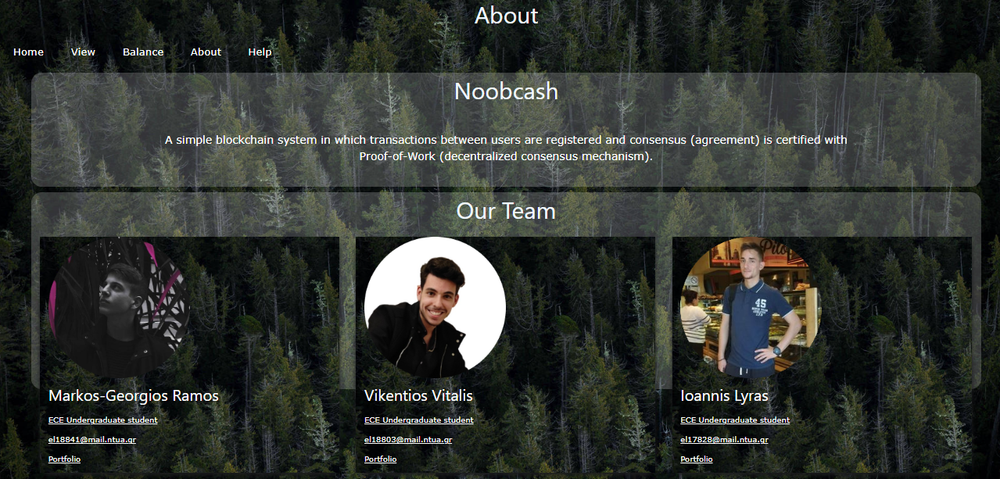 About
Home View Balance About Help
Noobcash
A simple blockchain system in which transactions between users are registered and consensus (agreement) is certified with
Proof-of-Work (decentralized consensus mechanism).
Our Team
45
Markos-Georgios Ramos
ECE Undergraduate student
el18841@mail.ntua.gr
Portfolio
Vikentios Vitalis
ECE Undergraduate student
el18803@mail.ntua.gr
Portfolio
Ioannis Lyras
ECE Undergraduate student
el17828@mail.ntua.gr
Portfolio